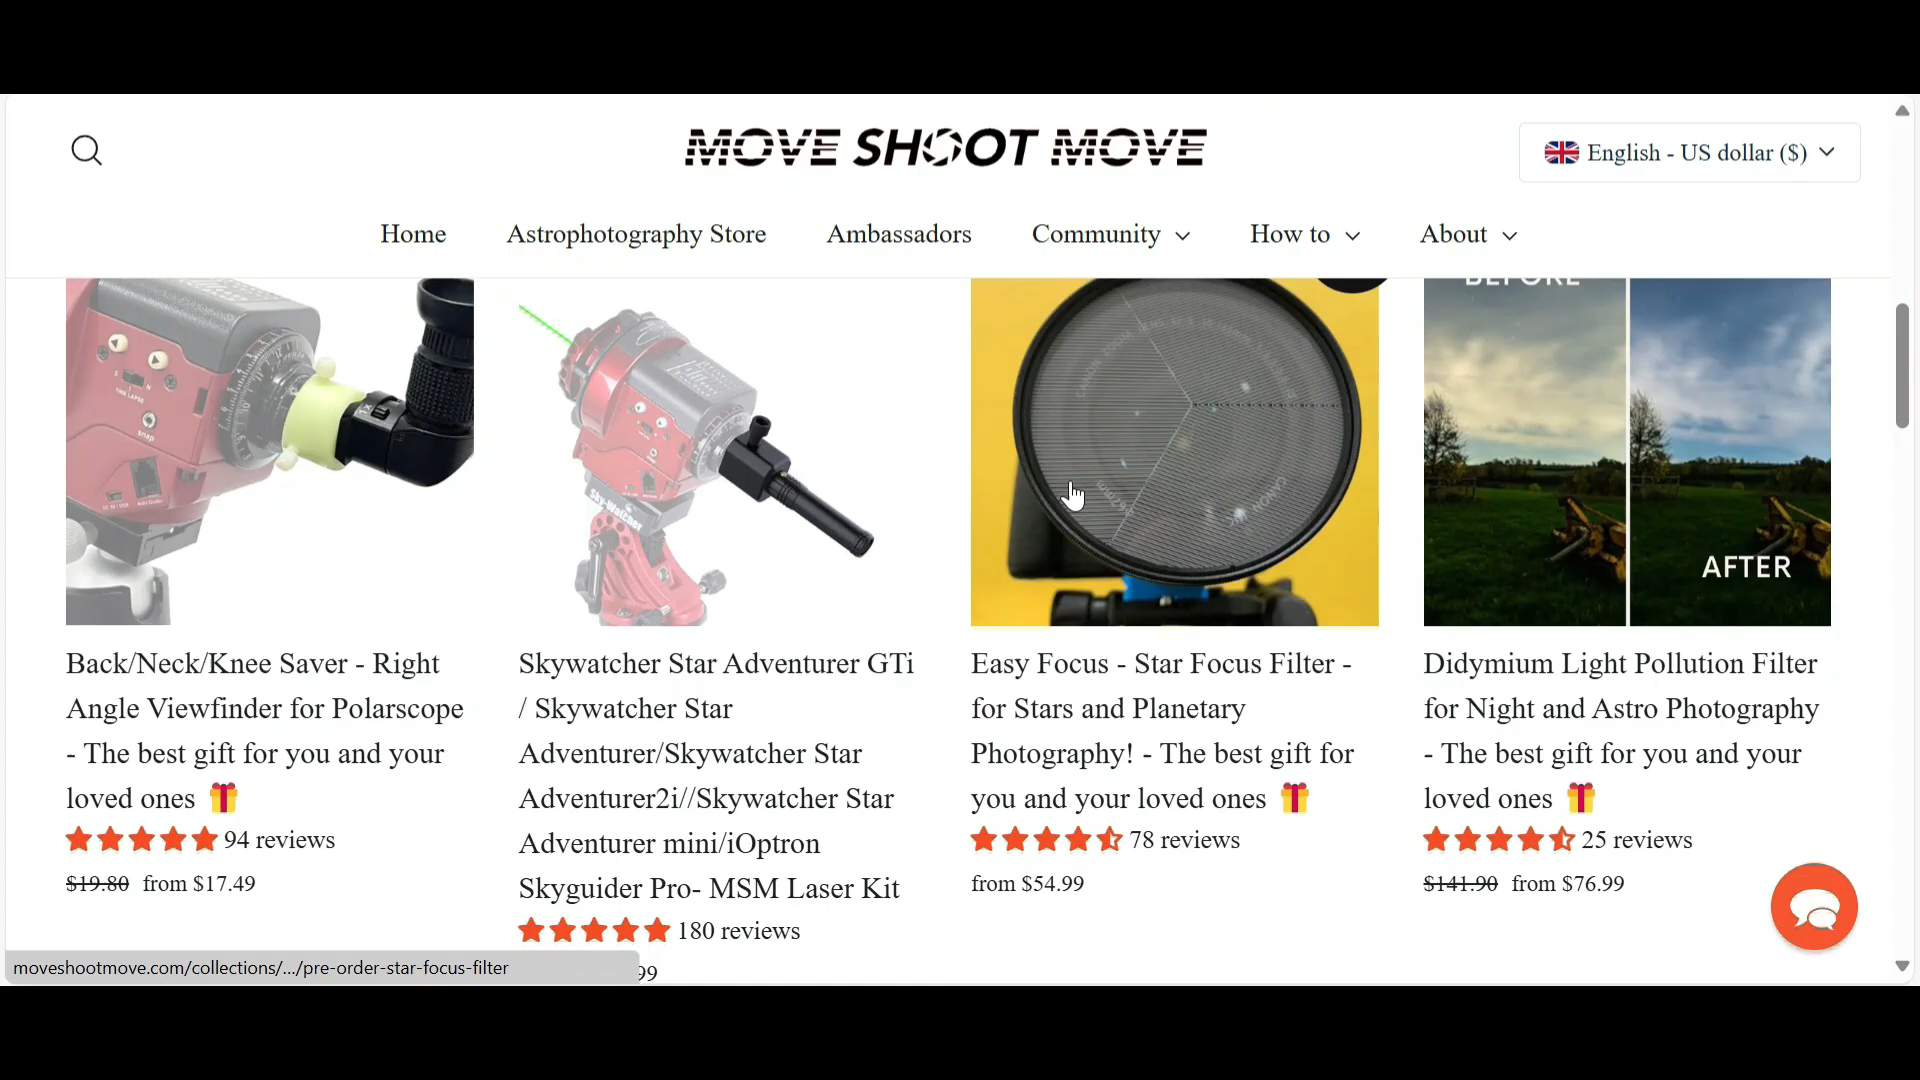 MOVE SHOOT MOVE
English - US dollar ($)
Home
Astrophotography Store
Ambassadors
Community
How to
About
BEFORE
AFTER
Sky-Watcher
Back/Neck/Knee Saver - Right
Angle Viewfinder for Polarscope
- The best gift for you and your
loved ones 🎁
94 reviews
$19.80 from $17.49
Skywatcher Star Adventurer GTi
/ Skywatcher Star
Adventurer/Skywatcher Star
Adventurer2i//Skywatcher Star
Adventurer mini/iOptron
Skyguider Pro- MSM Laser Kit
180 reviews
99
Easy Focus - Star Focus Filter -
for Stars and Planetary
Photography! - The best gift for
you and your loved ones 🎁
78 reviews
from $54.99
Didymium Light Pollution Filter
for Night and Astro Photography
- The best gift for you and your
loved ones 🎁
25 reviews
$141.90 from $76.99
moveshootmove.com/collections/.../pre-order-star-focus-filter